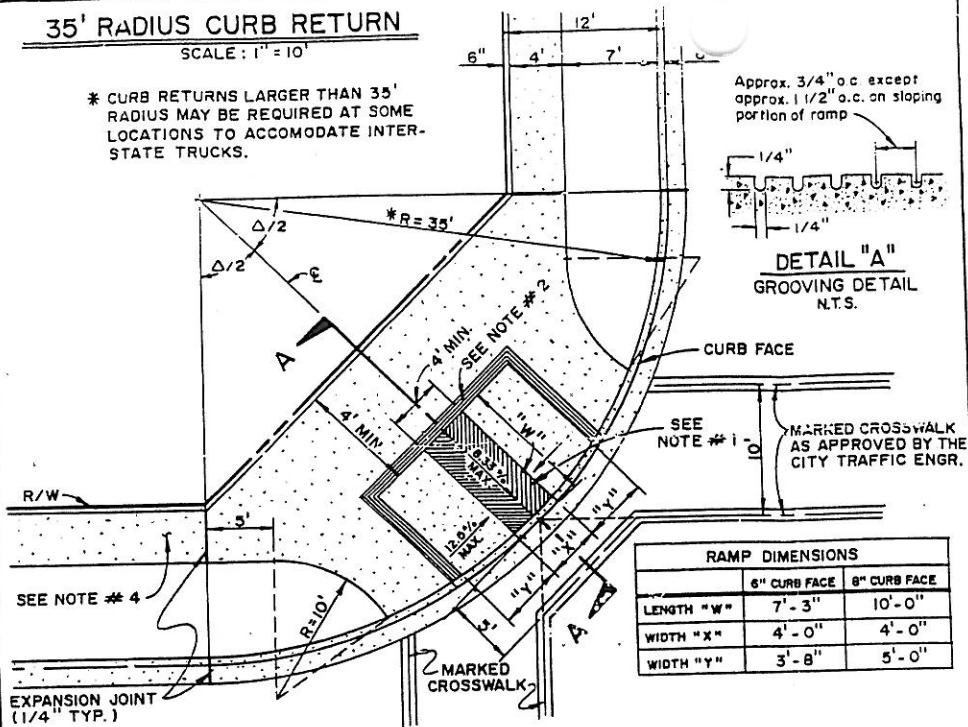 35' RADIUS CURB RETURN
SCALE : 1" = 10'
* CURB RETURNS LARGER THAN 35'
RADIUS MAY BE REQUIRED AT SOME
LOCATIONS TO ACCOMODATE INTER-
STATE TRUCKS.
12'
6"
4'
7'
Approx. 3/4" o.c. except
approx. 1 1/2" o.c. on sloping
portion of ramp
1/4"
1/4"
DETAIL "A"
GROOVING DETAIL
N.T.S.
Δ/2
Δ/2
*R = 35'
℄
A
4' MIN.
SEE NOTE # 2
4' MIN.
CURB FACE
"W"
8.33%
MAX.
12.5%
MAX.
SEE
NOTE # 1
10'
MARKED CROSSWALK
AS APPROVED BY THE
CITY TRAFFIC ENGR.
"Y"
"X"
"Y"
A
R/W
5'
SEE NOTE # 4
R=10'
MARKED
CROSSWALK
EXPANSION JOINT
(1/4" TYP.)
RAMP DIMENSIONS
6" CURB FACE 8" CURB FACE
LENGTH "W" 7'-3" 10'-0"
WIDTH "X" 4'-0" 4'-0"
WIDTH "Y" 3'-8" 5'-0"